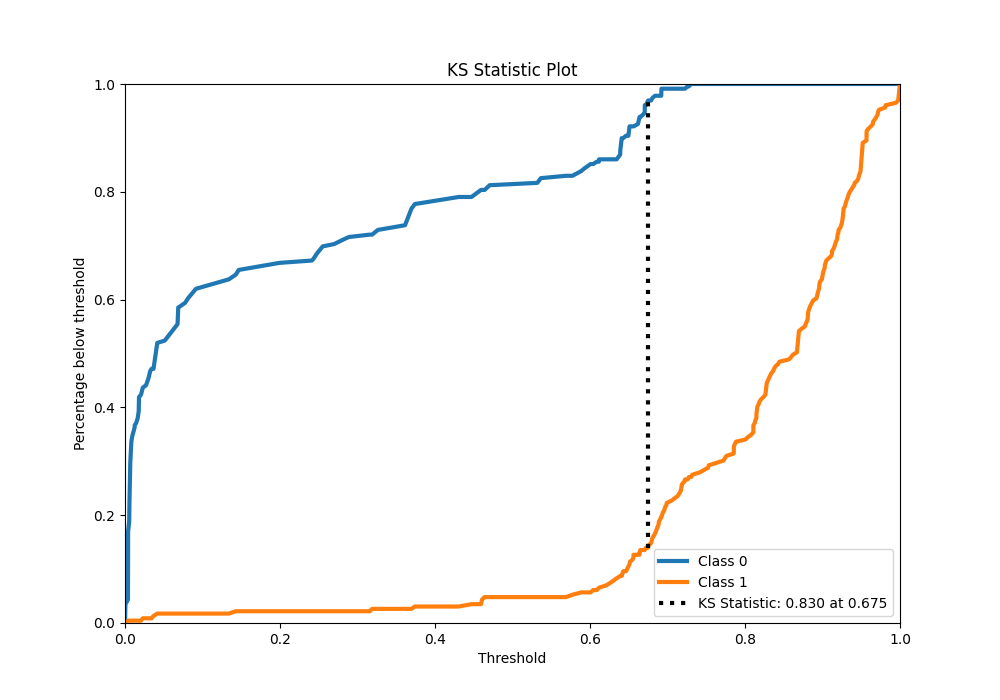 KS Statistic Plot
Percentage below threshold
1.0
0.8
0.6
0.4
0.2
0.0
0.0 0.2 0.4 0.6 0.8 1.0
Threshold
Class 0
Class 1
KS Statistic: 0.830 at 0.675